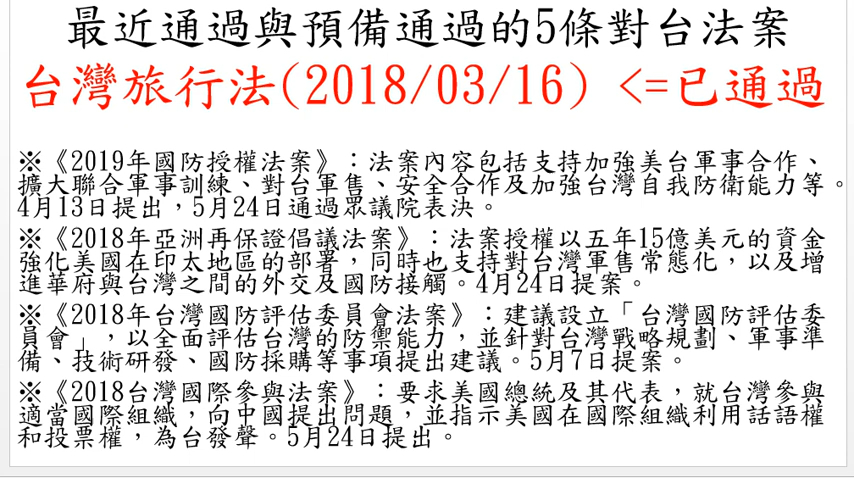 最近通過與預備通過的5條對台法案
台灣旅行法(2018/03/16) <=已通過
※《2019年國防授權法案》：法案內容包括支持加強美台軍事合作、
擴大聯合軍事訓練、對台軍售、安全合作及加強台灣自我防衛能力等。
4月13日提出，5月24日通過眾議院表決。
※《2018年亞洲再保證倡議法案》：法案授權以五年15億美元的資金
強化美國在印太地區的部署，同時也支持對台灣軍售常態化，以及增
進華府與台灣之間的外交及國防接觸。4月24日提案。
※《2018年台灣國防評估委員會法案》：建議設立「台灣國防評估委
員會」，以全面評估台灣的防禦能力，並針對台灣戰略規劃、軍事準
備、技術研發、國防採購等事項提出建議。5月7日提案。
※《2018台灣國際參與法案》：要求美國總統及其代表，就台灣參與
適當國際組織，向中國提出問題，並指示美國在國際組織利用話語權
和投票權，為台發聲。5月24日提出。